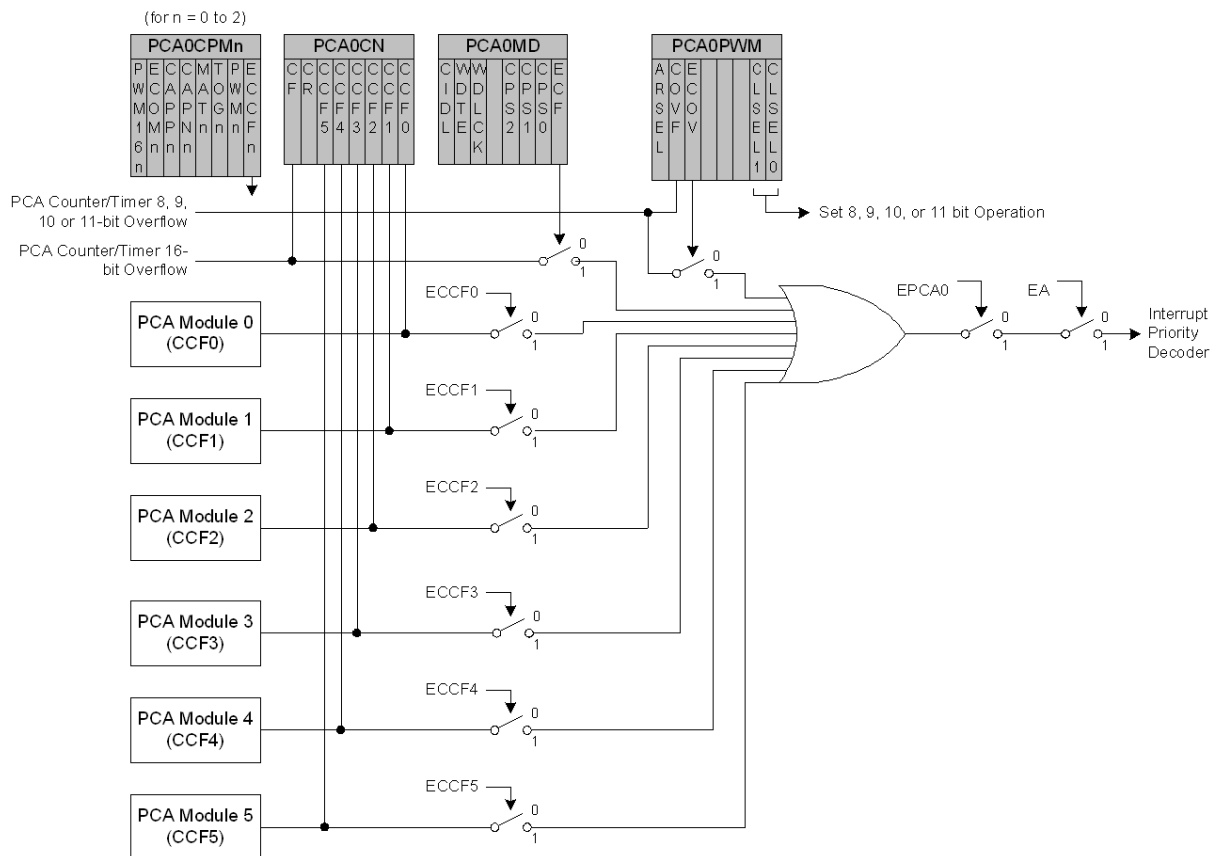 (for n = 0 to 2)
PCA0CPMn
PWM16n
ECOMn
CAPPn
CAPNn
MATn
TOGn
PWMn
ECCFn
PCA0CN
CF
CR
CCF5
CCF4
CCF3
CCF2
CCF1
CCF0
PCA0MD
CIDL
WDTE
WDLCK
CPS2
CPS1
CPS0
ECF
PCA0PWM
ARSEL
COVF
ECOV
CLSEL1
CLSEL0
PCA Counter/Timer 8, 9,
10 or 11-bit Overflow
Set 8, 9, 10, or 11 bit Operation
PCA Counter/Timer 16-
bit Overflow
0
1
0
1
PCA Module 0
(CCF0)
ECCF0
0
1
EPCA0
0
1
EA
0
1
Interrupt
Priority
Decoder
PCA Module 1
(CCF1)
ECCF1
0
1
PCA Module 2
(CCF2)
ECCF2
0
1
PCA Module 3
(CCF3)
ECCF3
0
1
PCA Module 4
(CCF4)
ECCF4
0
1
PCA Module 5
(CCF5)
ECCF5
0
1